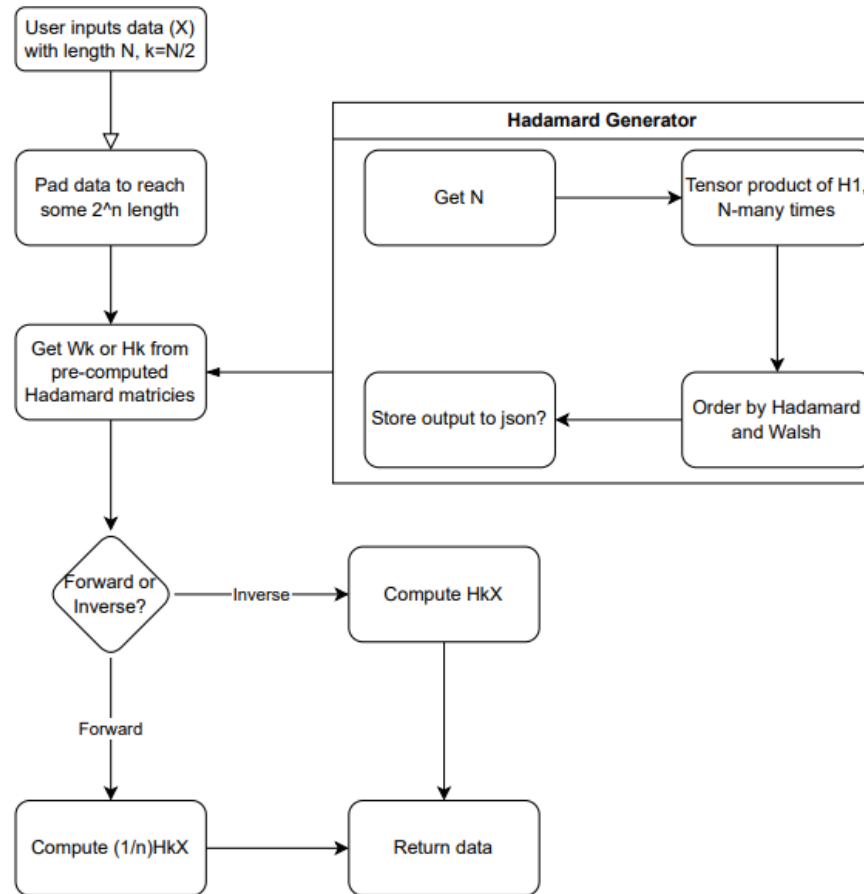 User inputs data (X)
with length N, k=N/2
Pad data to reach
some 2^n length
Get Wk or Hk from
pre-computed
Hadamard matricies
Hadamard Generator
Get N
Tensor product of H1,
N-many times
Order by Hadamard
and Walsh
Store output to json?
Forward or
Inverse?
Inverse
Compute HkX
Forward
Compute (1/n)HkX
Return data